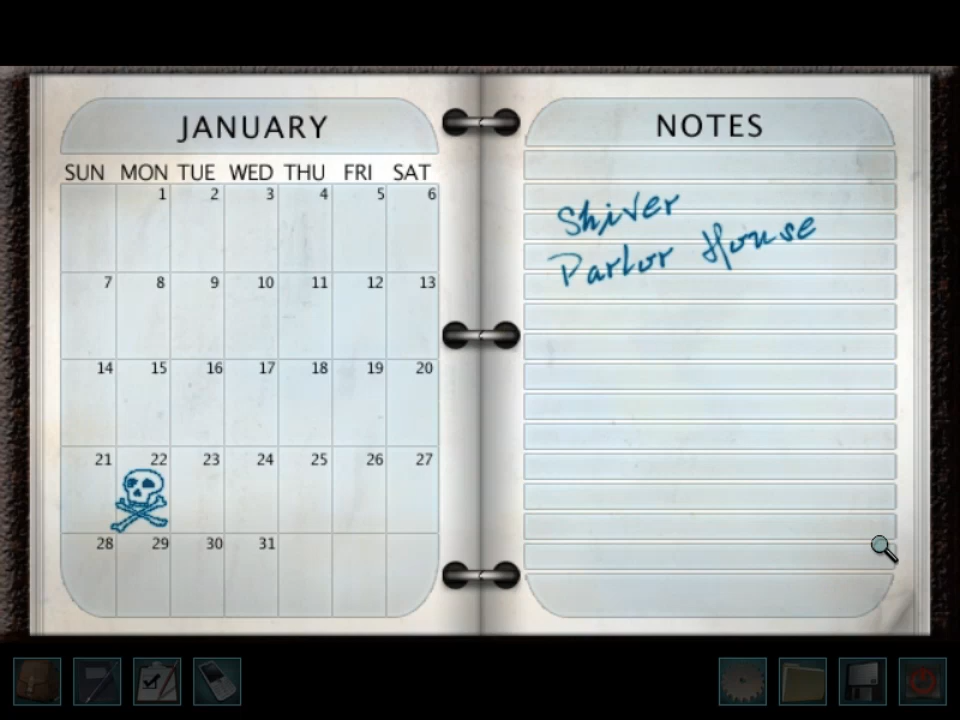 JANUARY
SUN MON TUE WED THU FRI SAT
1 2 3 4 5 6
7 8 9 10 11 12 13
14 15 16 17 18 19 20
21 22 23 24 25 26 27
28 29 30 31
NOTES
Shiver
Parlor House